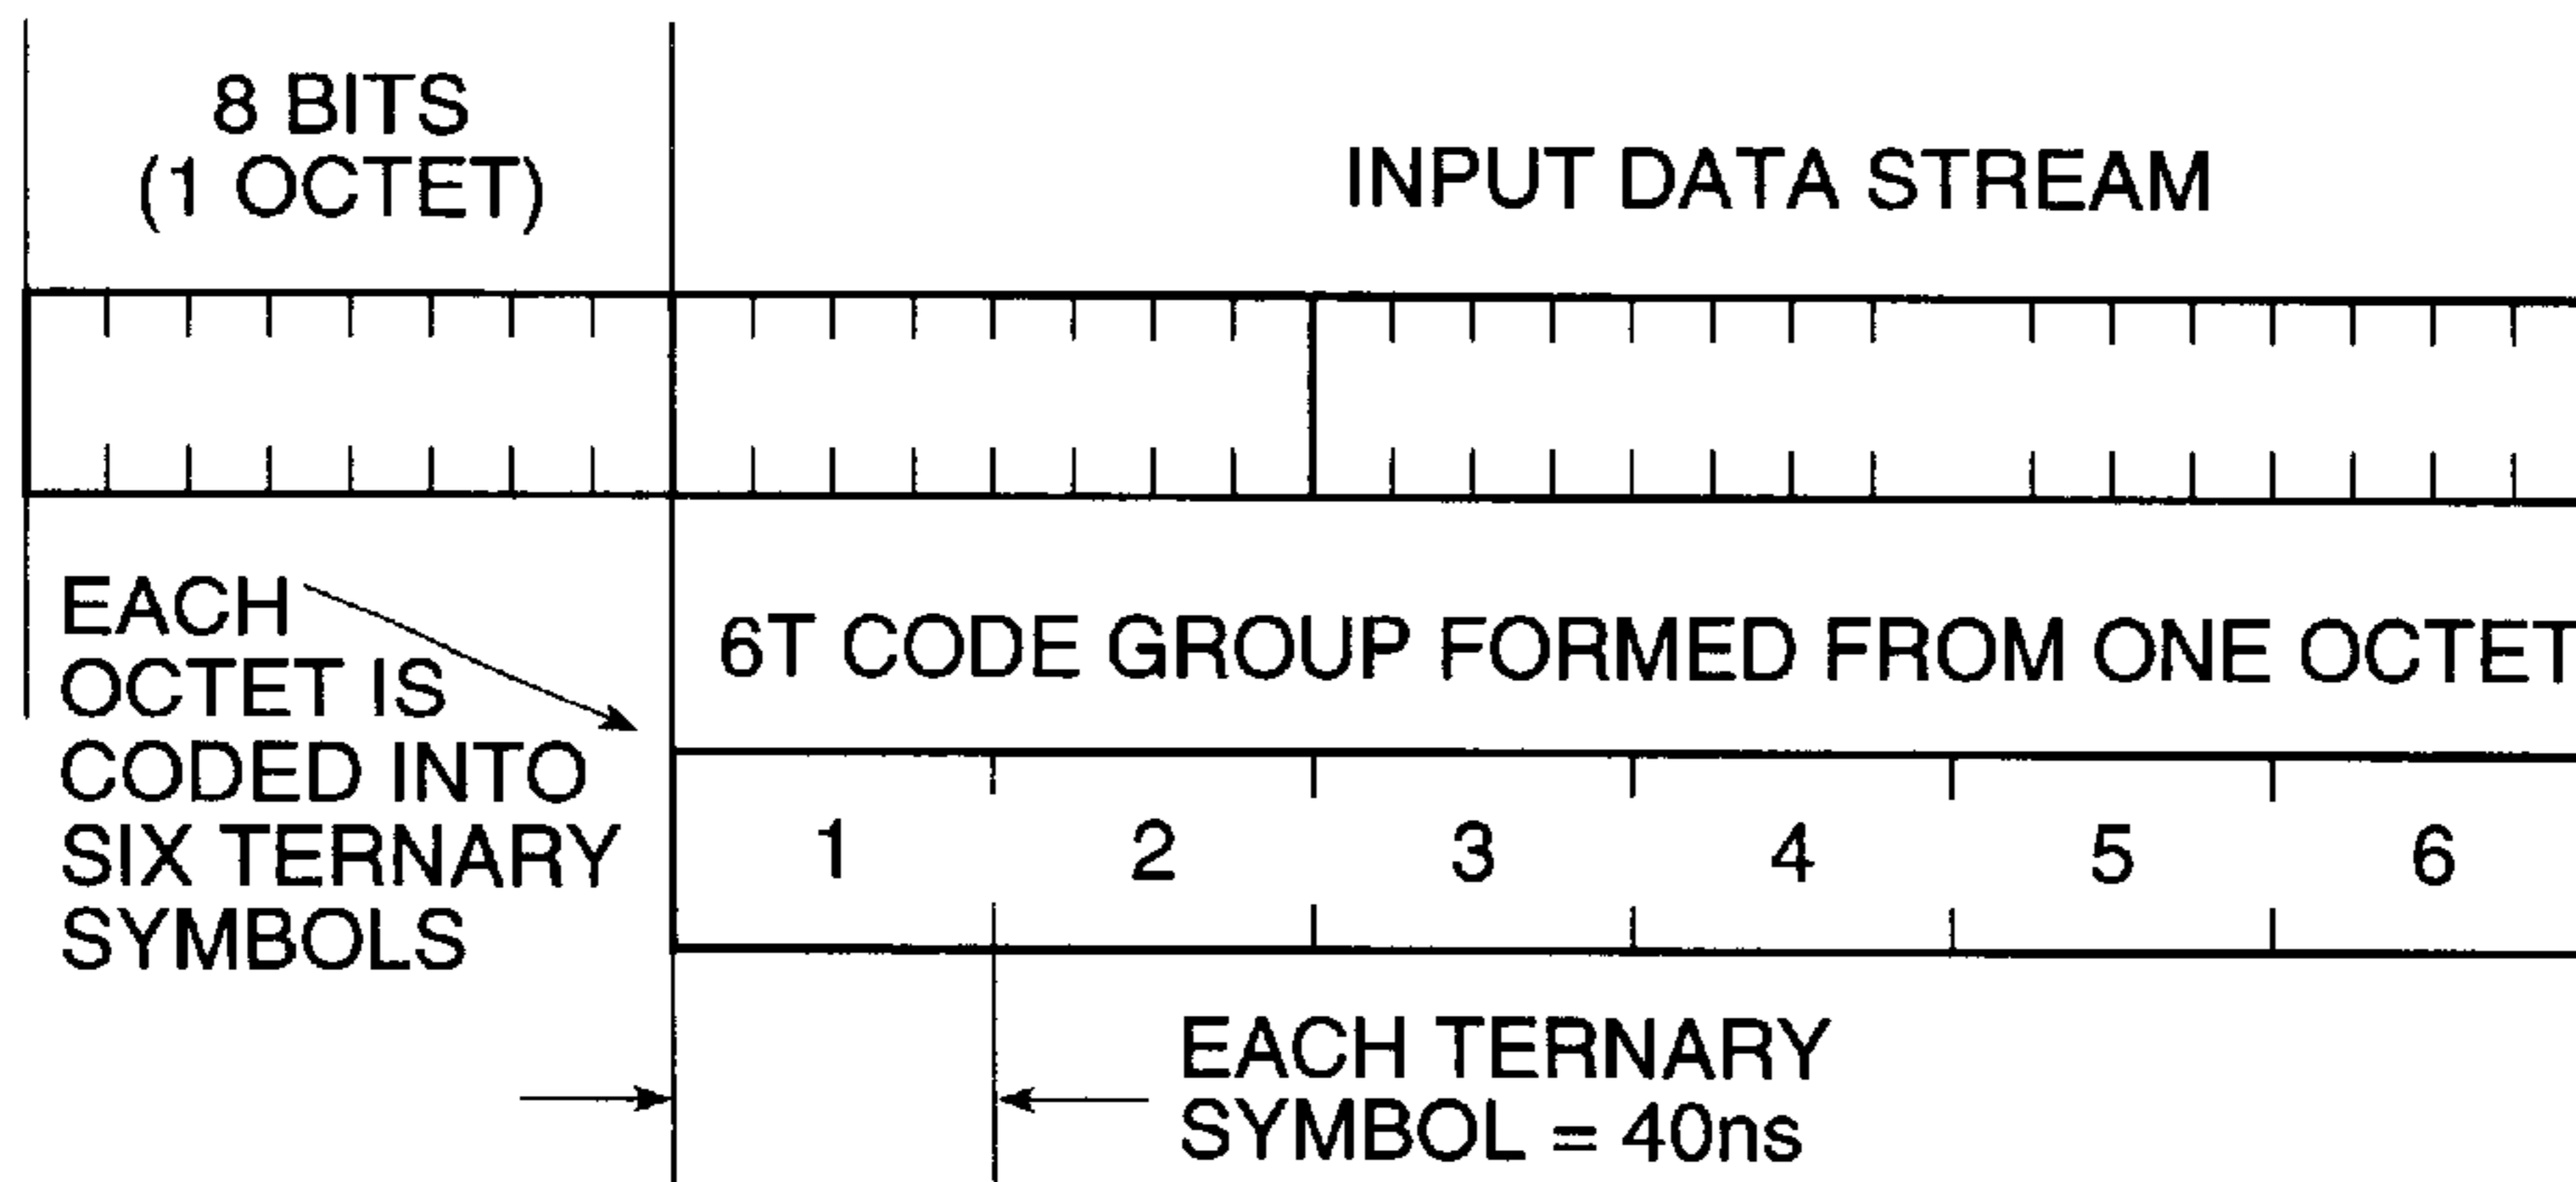 8 BITS
(1 OCTET)
INPUT DATA STREAM
EACH
OCTET IS
CODED INTO
SIX TERNARY
SYMBOLS
6T CODE GROUP FORMED FROM ONE OCTET
1 2 3 4 5 6
EACH TERNARY
SYMBOL = 40ns